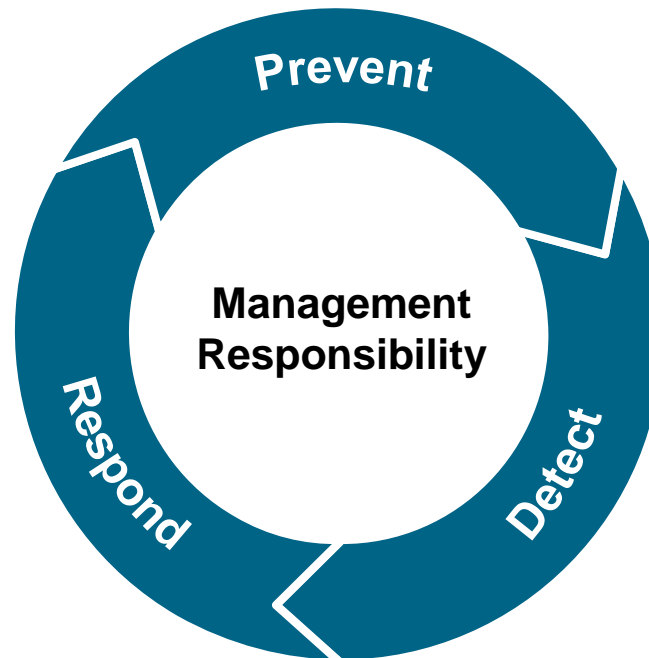 Prevent
Management
Responsibility
Respond
Detect